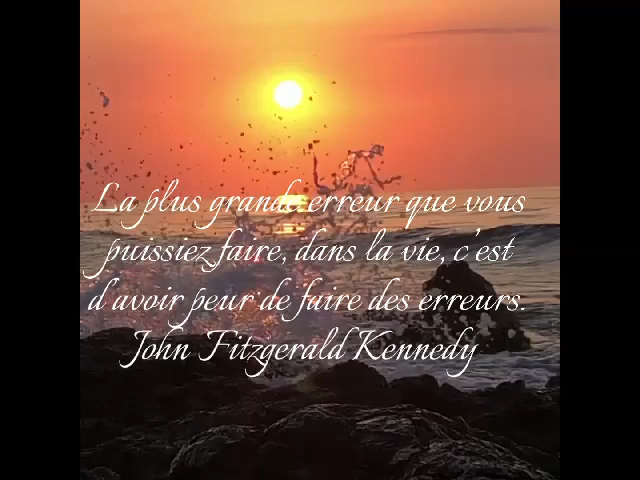 La plus grande erreur que vous
puissiez faire, dans la vie, c'est
d'avoir peur de faire des erreurs.
John Fitzgerald Kennedy